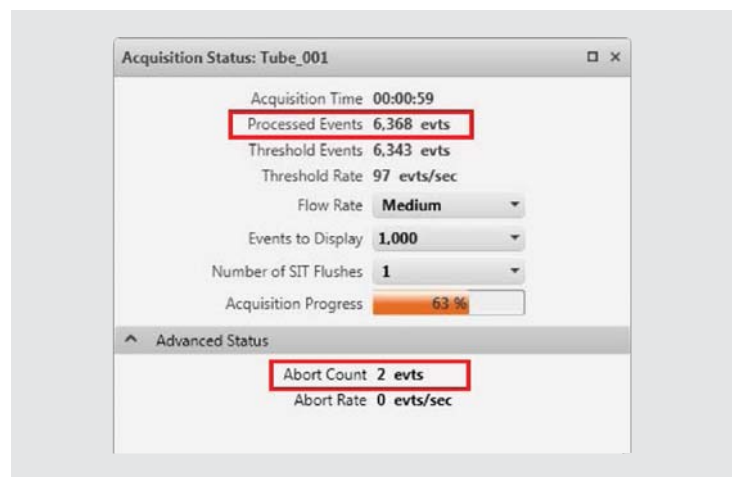 Acquisition Status: Tube_001
Acquisition Time 00:00:59
Processed Events 6,368 evts
Threshold Events 6,343 evts
Threshold Rate 97 evts/sec
Flow Rate Medium
Events to Display 1,000
Number of SIT Flushes 1
Acquisition Progress 63 %
Advanced Status
Abort Count 2 evts
Abort Rate 0 evts/sec